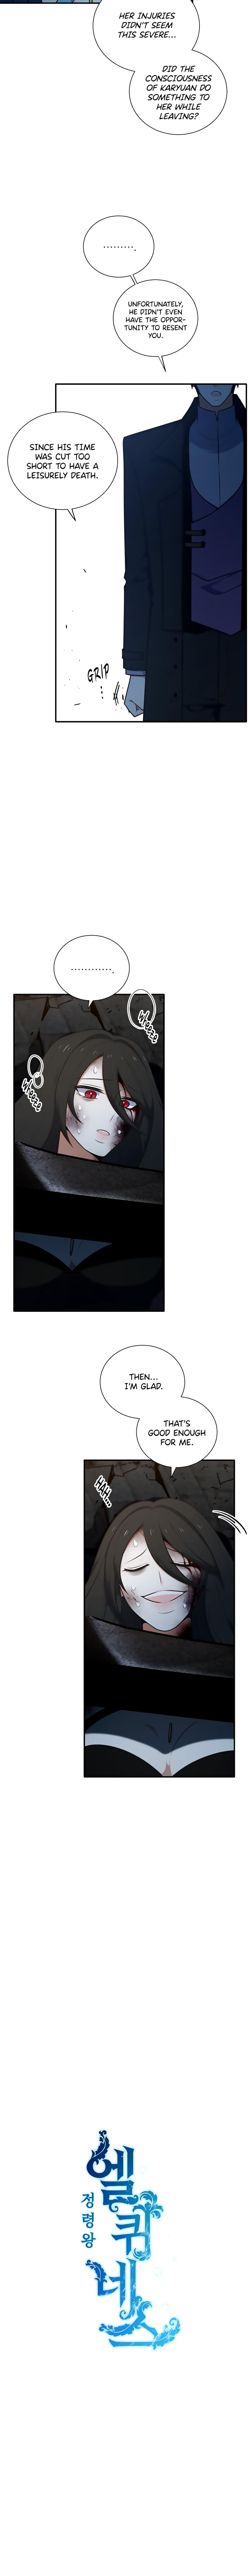 HER INJURIES
DIDN'T SEEM
THIS SEVERE...
DID THE
CONSCIOUSNESS
OF KARYUAN DO
SOMETHING TO
HER WHILE
LEAVING?
..........
UNFORTUNATELY,
HE DIDN'T EVEN
HAVE THE OPPOR-
TUNITY TO RESENT
YOU.
SINCE HIS TIME
WAS CUT TOO
SHORT TO HAVE A
LEISURELY DEATH.
GRIP
.............
HISSS
HISSS
THEN...
I'M GLAD.
THAT'S
GOOD ENOUGH
FOR ME.
HAH...
정령왕
엘
퀴
네
스